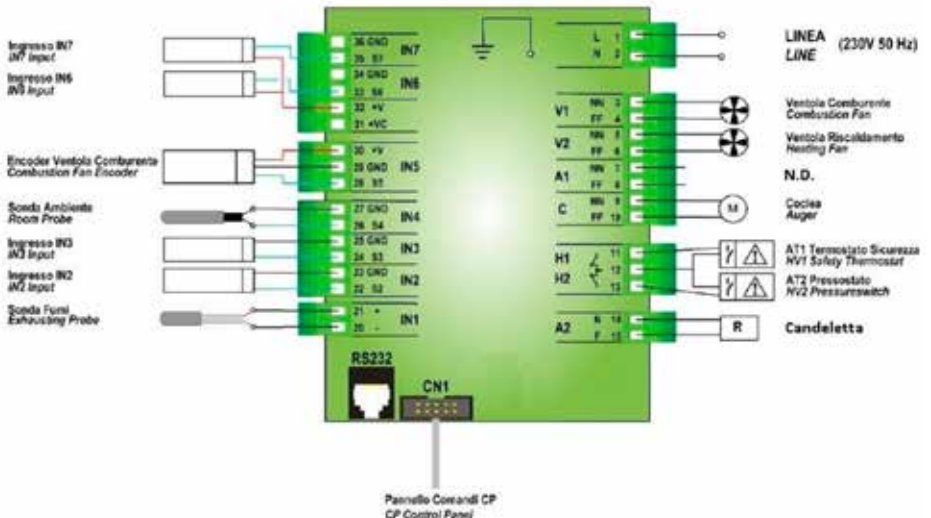 Ingresso IN7
IN7 Input
Ingresso IN6
IN6 Input
Encoder Ventola Comburente
Combustion Fan Encoder
Sonda Ambiente
Room Probe
Ingresso IN3
IN3 Input
Ingresso IN2
IN2 Input
Sonda Fumi
Exhausting Probe
36 GND
35 S7
IN7
34 GND
33 S6
IN6
32 +V
31 +VC
30 +V
29 GND
IN5
28 S5
27 GND
IN4
26 S4
25 GND
IN3
24 S3
23 GND
IN2
22 S2
21 +
IN1
20 -
RS232
CN1
Pannello Comandi CP
CP Control Panel
L 1
N 2
V1
NN 3
FF 4
V2
NN 5
FF 6
A1
NN 7
FF 8
C
NN 9
FF 10
H1
11
12
H2
13
A2
N 14
F 15
LINEA (230V 50 Hz)
LINE
Ventola Comburente
Combustion Fan
Ventola Riscaldamento
Heating Fan
N.D.
M
Coclea
Auger
AT1 Termostato Sicurezza
HV1 Safety Thermostat
AT2 Pressostato
HV2 Pressureswitch
R
Candeletta